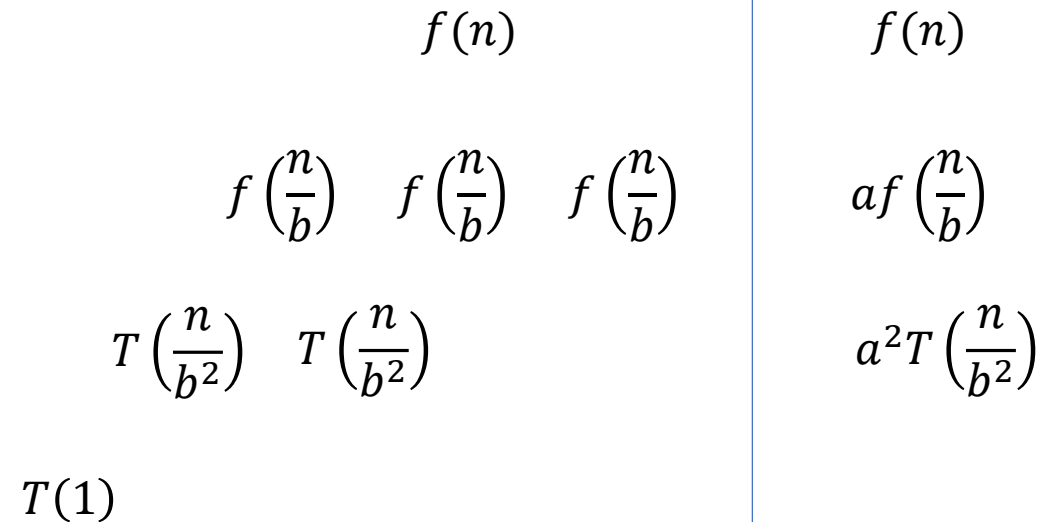 f(n) f(n)
f(n/b) f(n/b) f(n/b) af(n/b)
T(n/b²) T(n/b²) a²T(n/b²)
T(1)